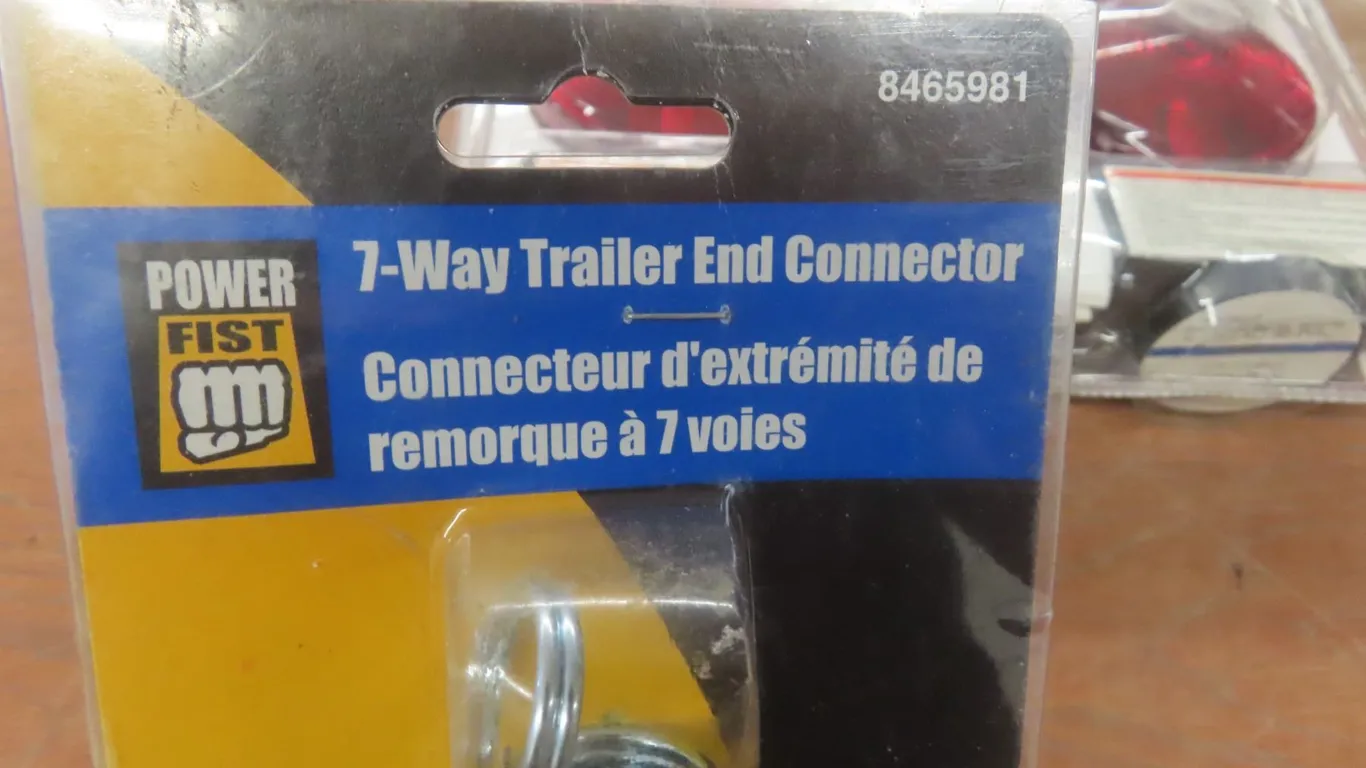 8465981
POWER
FIST
7-Way Trailer End Connector
Connecteur d'extrémité de
remorque à 7 voies